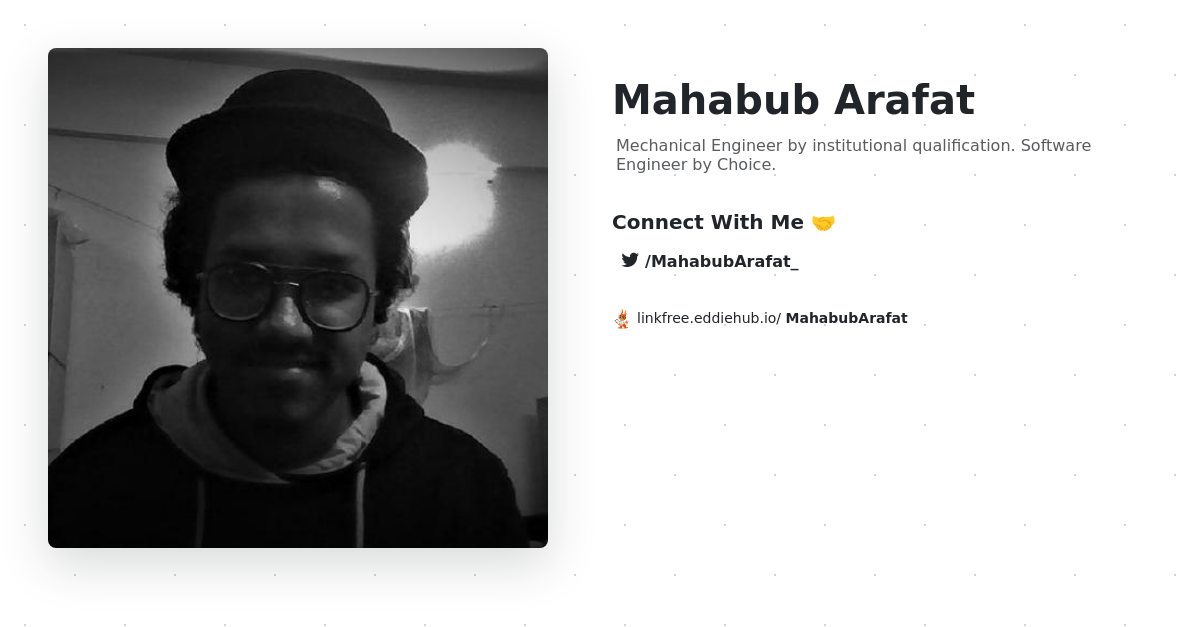 Mahabub Arafat
Mechanical Engineer by institutional qualification. Software
Engineer by Choice.
Connect With Me 🤝
/MahabubArafat_
linkfree.eddiehub.io/ MahabubArafat